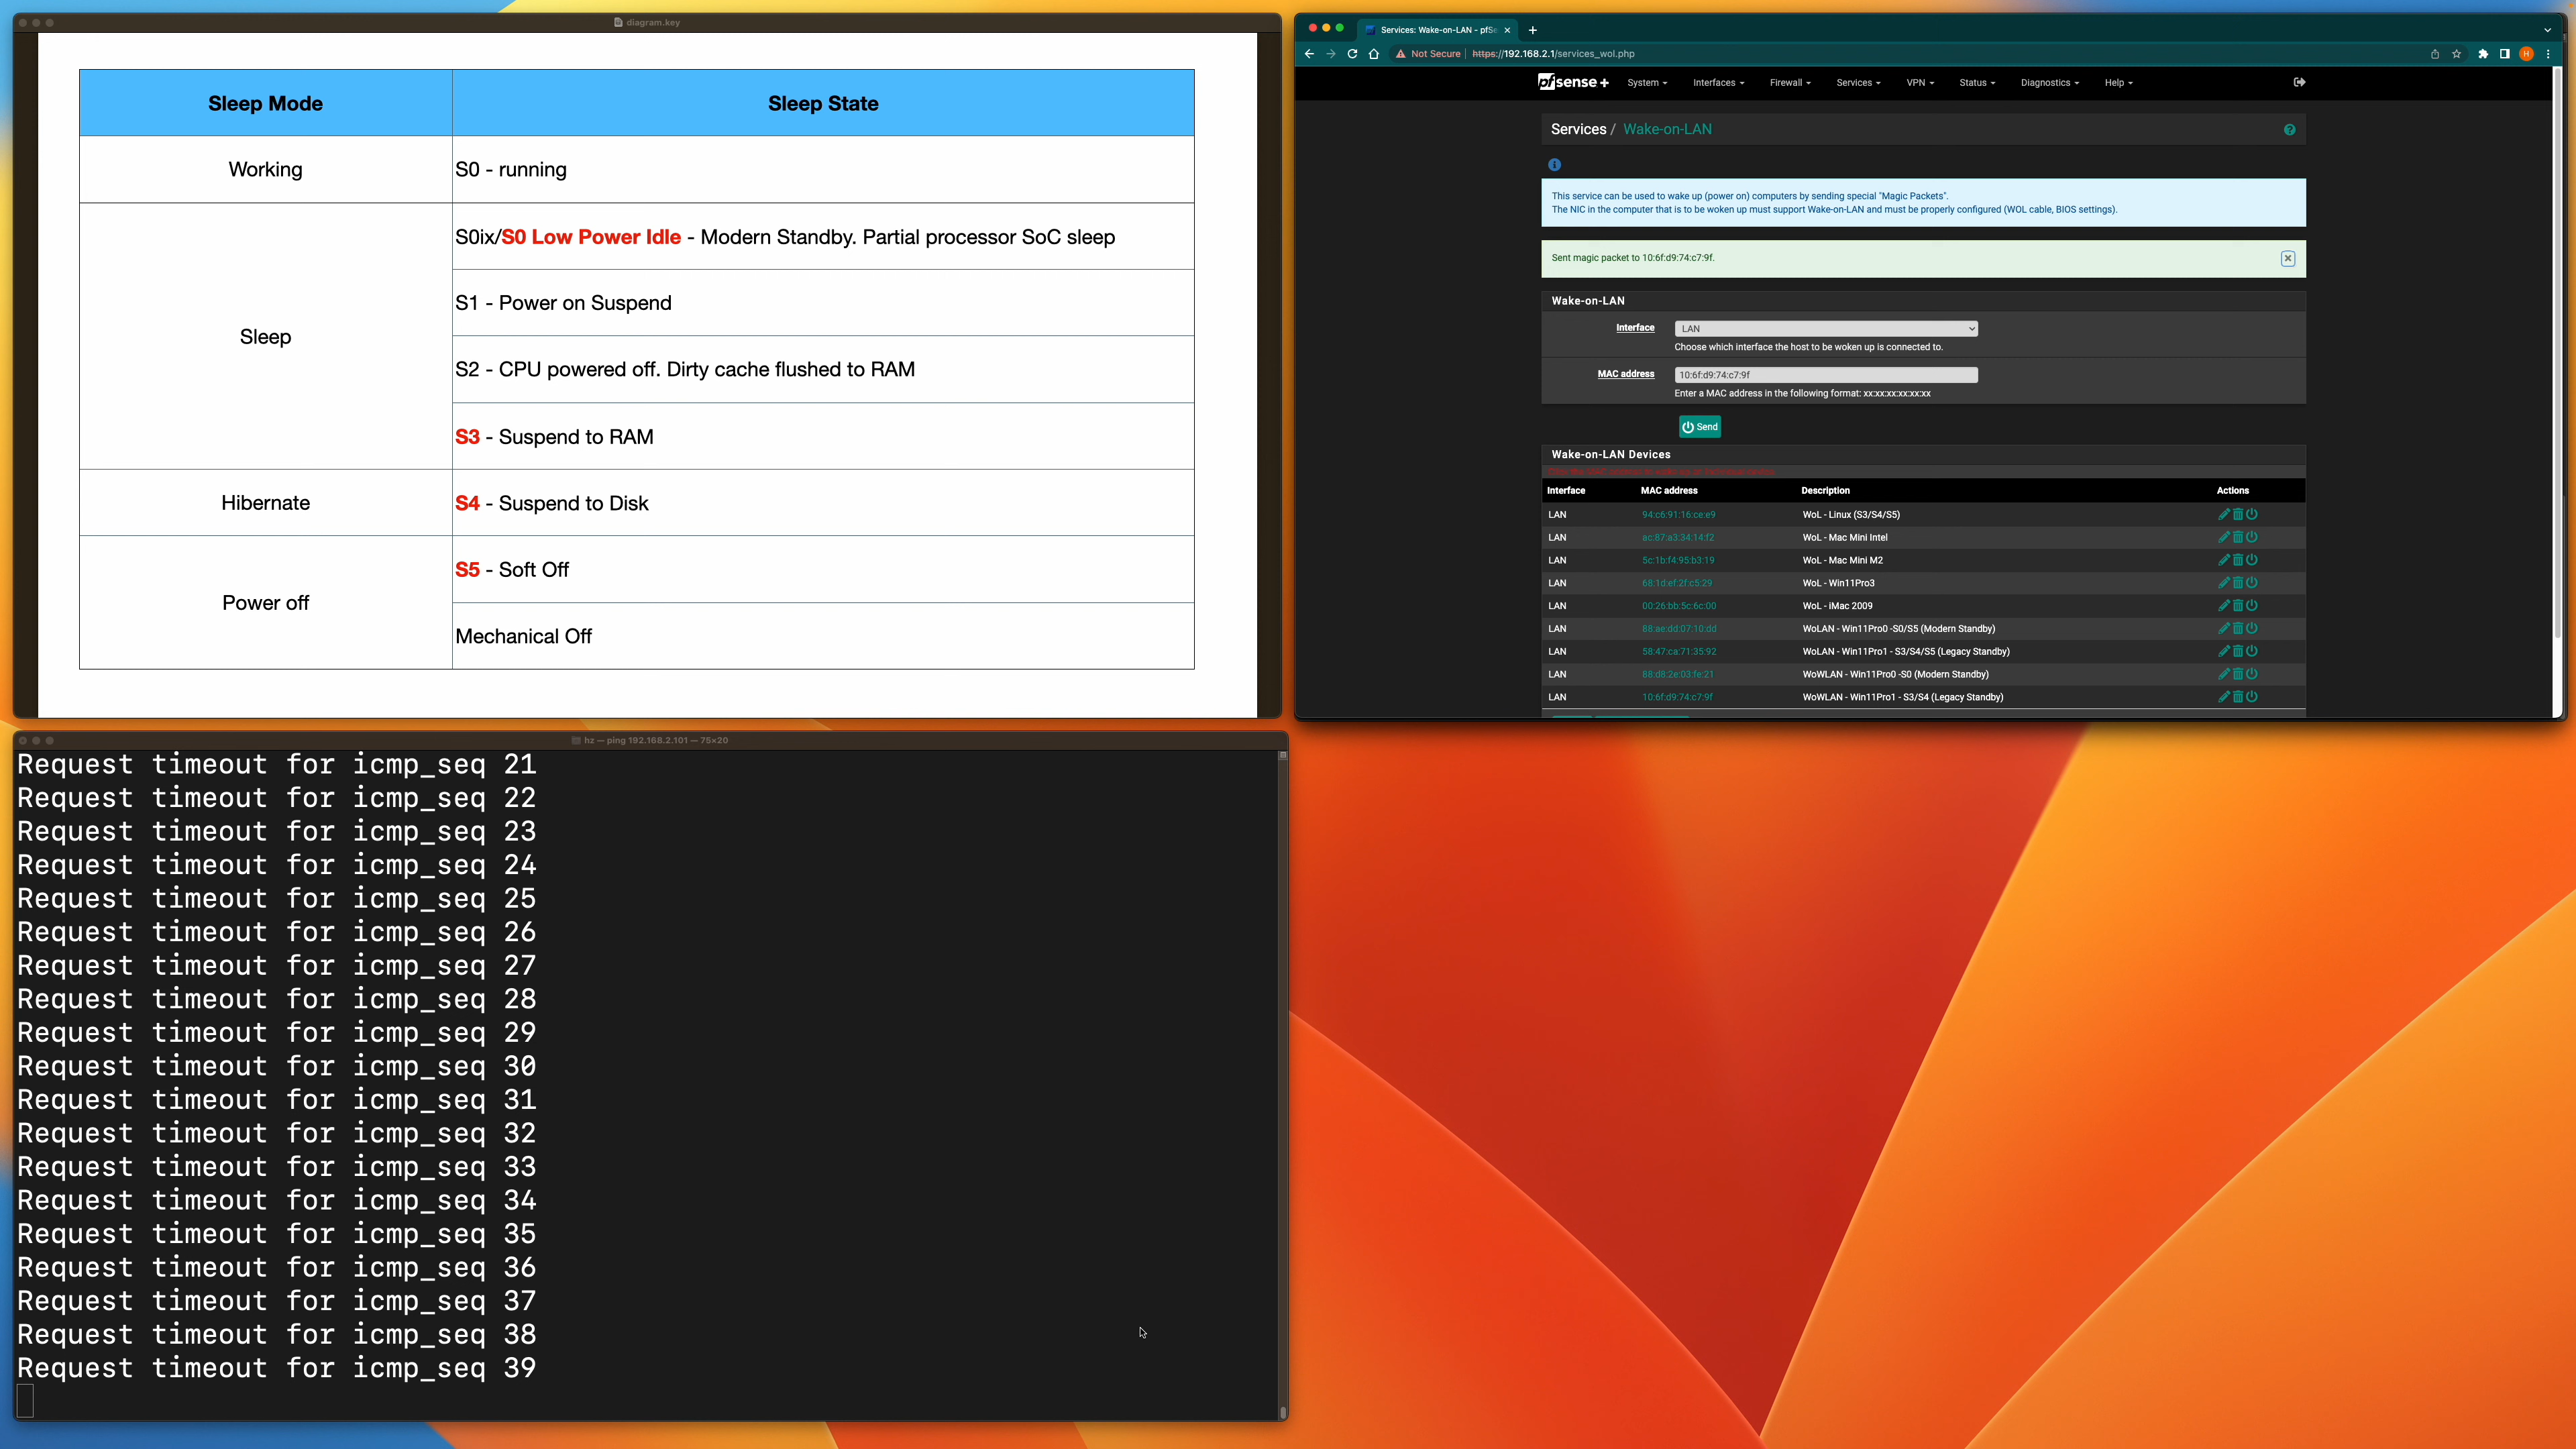 diagram.key
Sleep Mode
Sleep State
Working
S0 - running
Sleep
S0ix/S0 Low Power Idle - Modern Standby. Partial processor SoC sleep
S1 - Power on Suspend
S2 - CPU powered off. Dirty cache flushed to RAM
S3 - Suspend to RAM
Hibernate
S4 - Suspend to Disk
Power off
S5 - Soft Off
Mechanical Off
Services: Wake-on-LAN - pfSe
Not Secure
https://192.168.2.1/services_wol.php
H
pfsense +
System
Interfaces
Firewall
Services
VPN
Status
Diagnostics
Help
Services / Wake-on-LAN
This service can be used to wake up (power on) computers by sending special "Magic Packets".
The NIC in the computer that is to be woken up must support Wake-on-LAN and must be properly configured (WOL cable, BIOS settings).
Sent magic packet to 10:6f:d9:74:c7:9f.
Wake-on-LAN
Interface
LAN
Choose which interface the host to be woken up is connected to.
MAC address
10:6f:d9:74:c7:9f
Enter a MAC address in the following format: xx:xx:xx:xx:xx:xx
Send
Wake-on-LAN Devices
Interface MAC address Description Actions
LAN 94:c6:91:16:ce:e9 WoL - Linux (S3/S4/S5)
LAN ac:87:a3:34:14:f2 WoL - Mac Mini Intel
LAN 5c:1b:f4:95:b3:19 WoL - Mac Mini M2
LAN 68:1d:ef:2f:c5:29 WoL - Win11Pro3
LAN 00:26:bb:5c:6c:00 WoL - iMac 2009
LAN 88:ae:dd:07:10:dd WoLAN - Win11Pro0 -S0/S5 (Modern Standby)
LAN 58:47:ca:71:35:92 WoLAN - Win11Pro1 - S3/S4/S5 (Legacy Standby)
LAN 88:d8:2e:03:fe:21 WoWLAN - Win11Pro0 -S0 (Modern Standby)
LAN 10:6f:d9:74:c7:9f WoWLAN - Win11Pro1 - S3/S4 (Legacy Standby)
hz — ping 192.168.2.101 — 75×20
Request timeout for icmp_seq 21
Request timeout for icmp_seq 22
Request timeout for icmp_seq 23
Request timeout for icmp_seq 24
Request timeout for icmp_seq 25
Request timeout for icmp_seq 26
Request timeout for icmp_seq 27
Request timeout for icmp_seq 28
Request timeout for icmp_seq 29
Request timeout for icmp_seq 30
Request timeout for icmp_seq 31
Request timeout for icmp_seq 32
Request timeout for icmp_seq 33
Request timeout for icmp_seq 34
Request timeout for icmp_seq 35
Request timeout for icmp_seq 36
Request timeout for icmp_seq 37
Request timeout for icmp_seq 38
Request timeout for icmp_seq 39